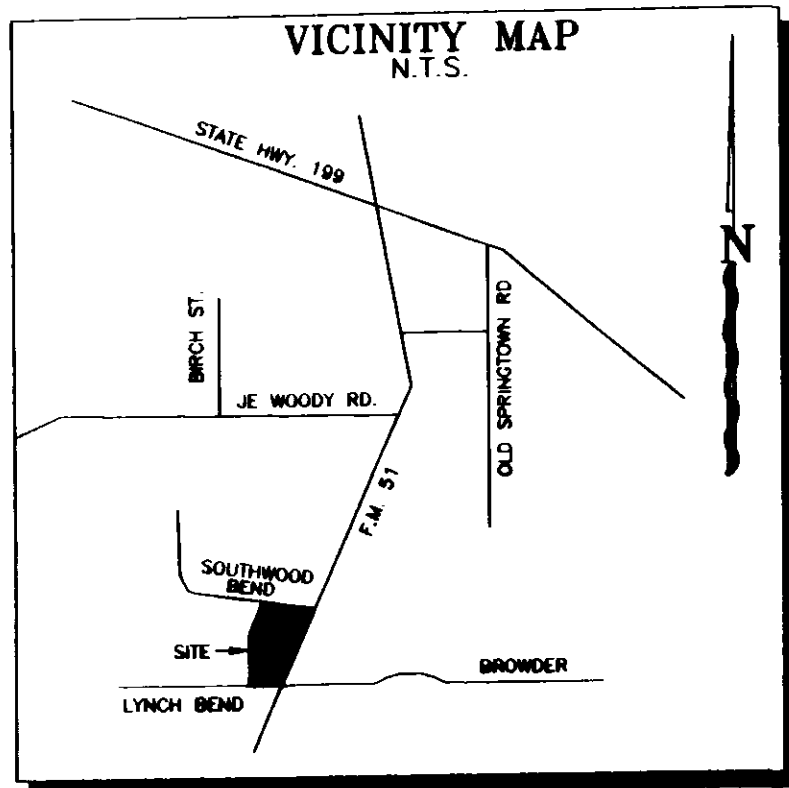 VICINITY MAP
N.T.S.
STATE HWY. 199
N
BIRCH ST.
OLD SPRINGTOWN RD
JE WOODY RD.
F.M. 51
SOUTHWOOD
BEND
SITE
BROWDER
LYNCH BEND